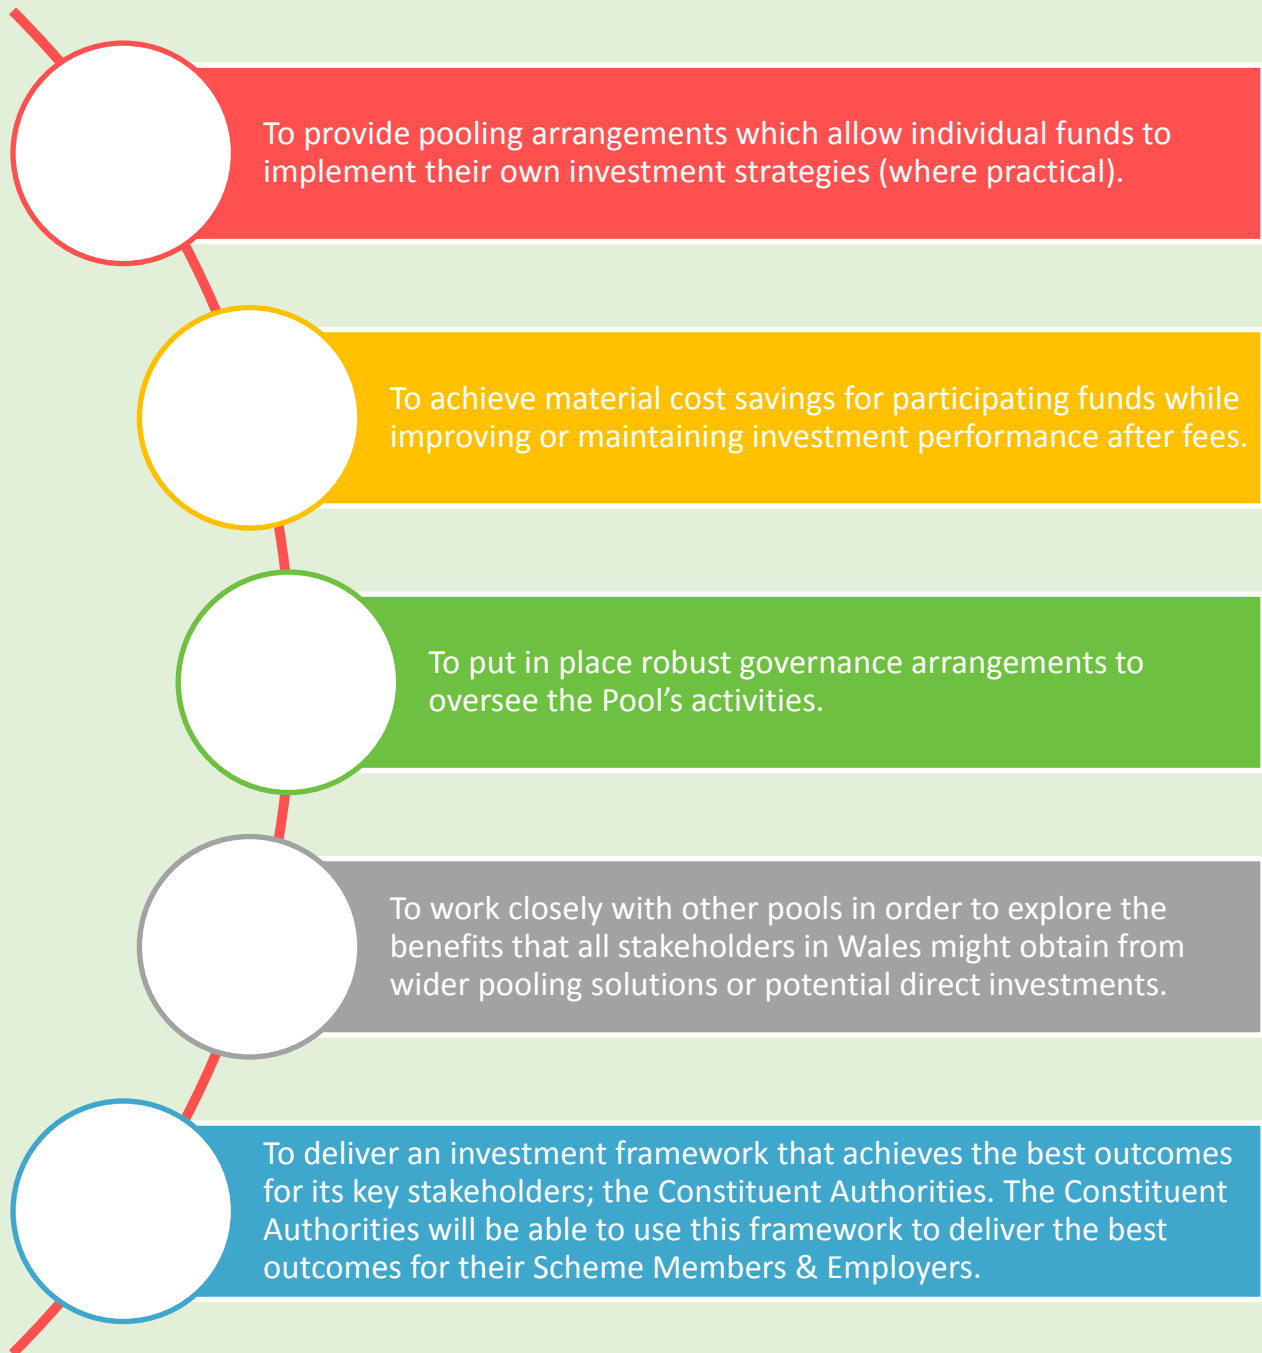 To provide pooling arrangements which allow individual funds to
implement their own investment strategies (where practical).
To achieve material cost savings for participating funds while
improving or maintaining investment performance after fees.
To put in place robust governance arrangements to
oversee the Pool’s activities.
To work closely with other pools in order to explore the
benefits that all stakeholders in Wales might obtain from
wider pooling solutions or potential direct investments.
To deliver an investment framework that achieves the best outcomes
for its key stakeholders; the Constituent Authorities. The Constituent
Authorities will be able to use this framework to deliver the best
outcomes for their Scheme Members & Employers.